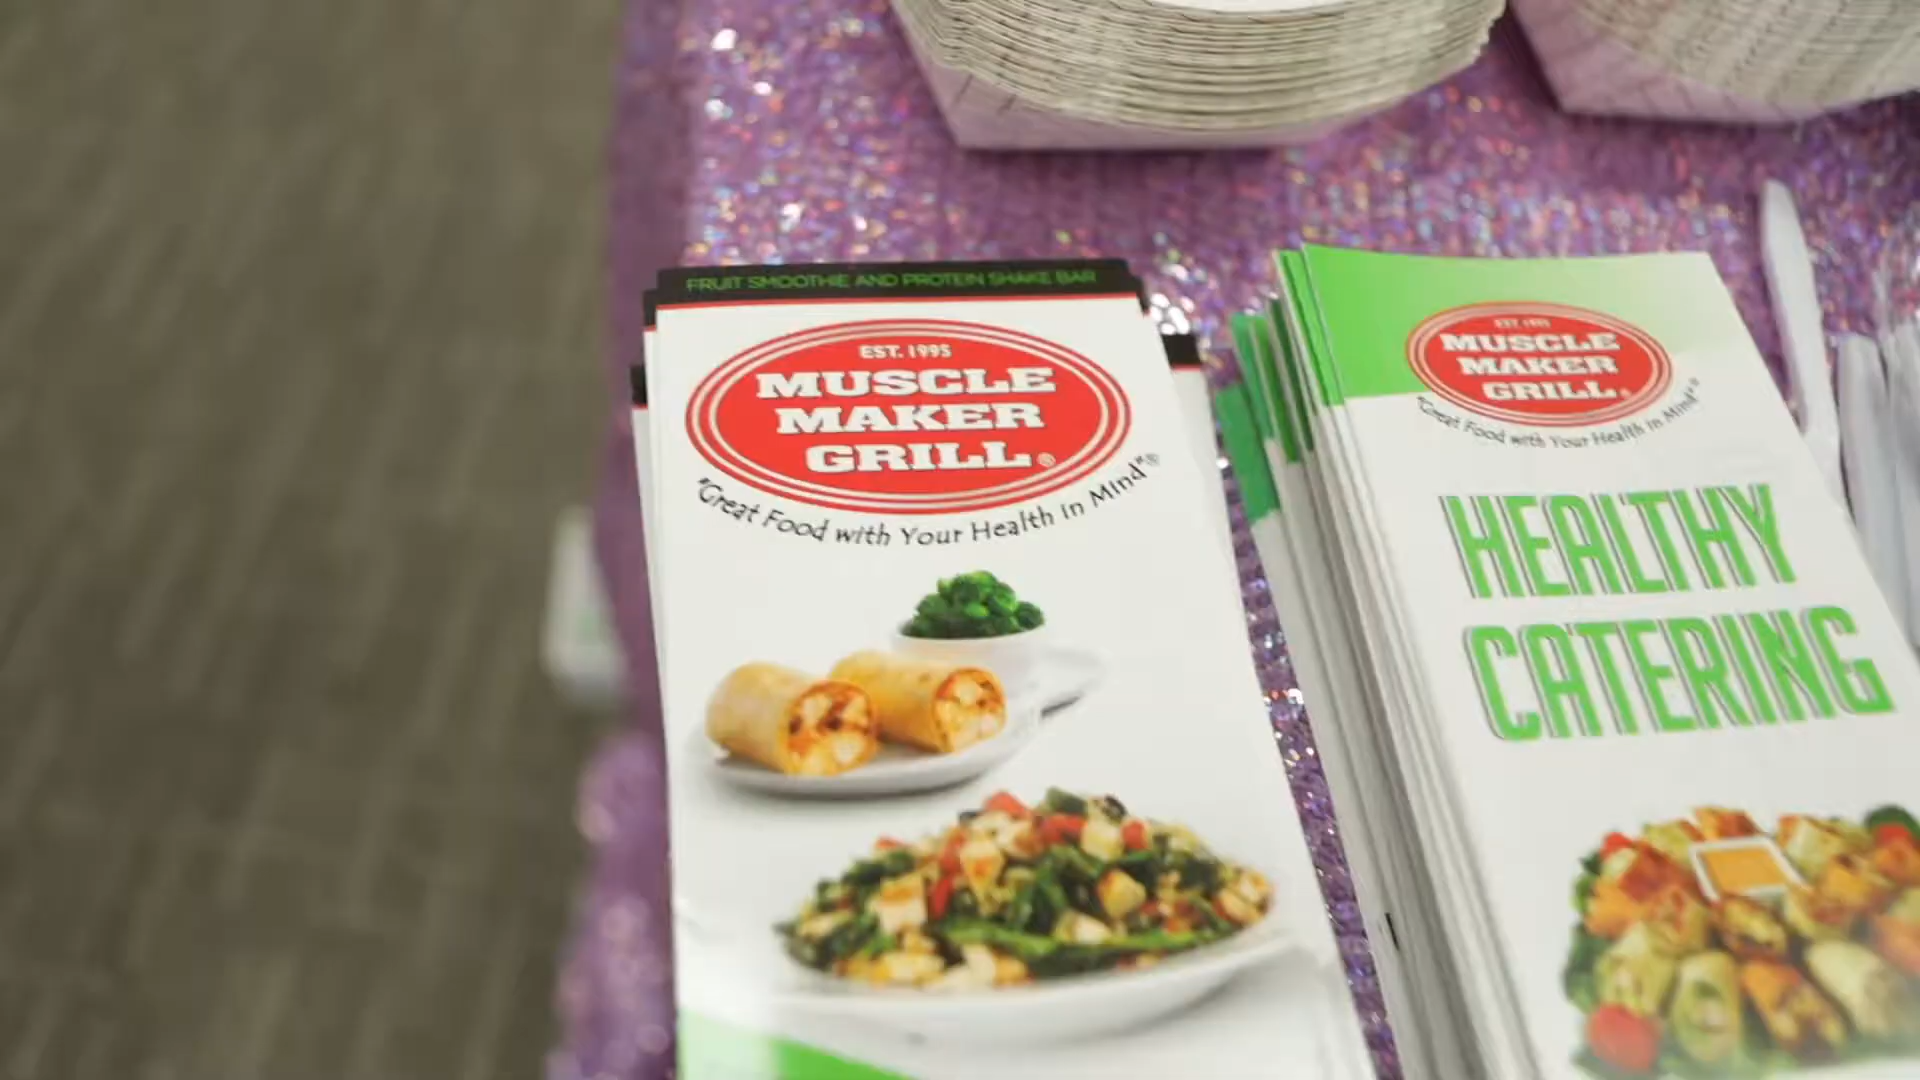 FRUIT SMOOTHIE AND PROTEIN SHAKE BAR
EST. 1995
MUSCLE
MAKER
GRILL®
"Great Food with Your Health in Mind"®
EST. 1995
MUSCLE
MAKER
GRILL®
"Great Food with Your Health in Mind"®
HEALTHY
CATERING